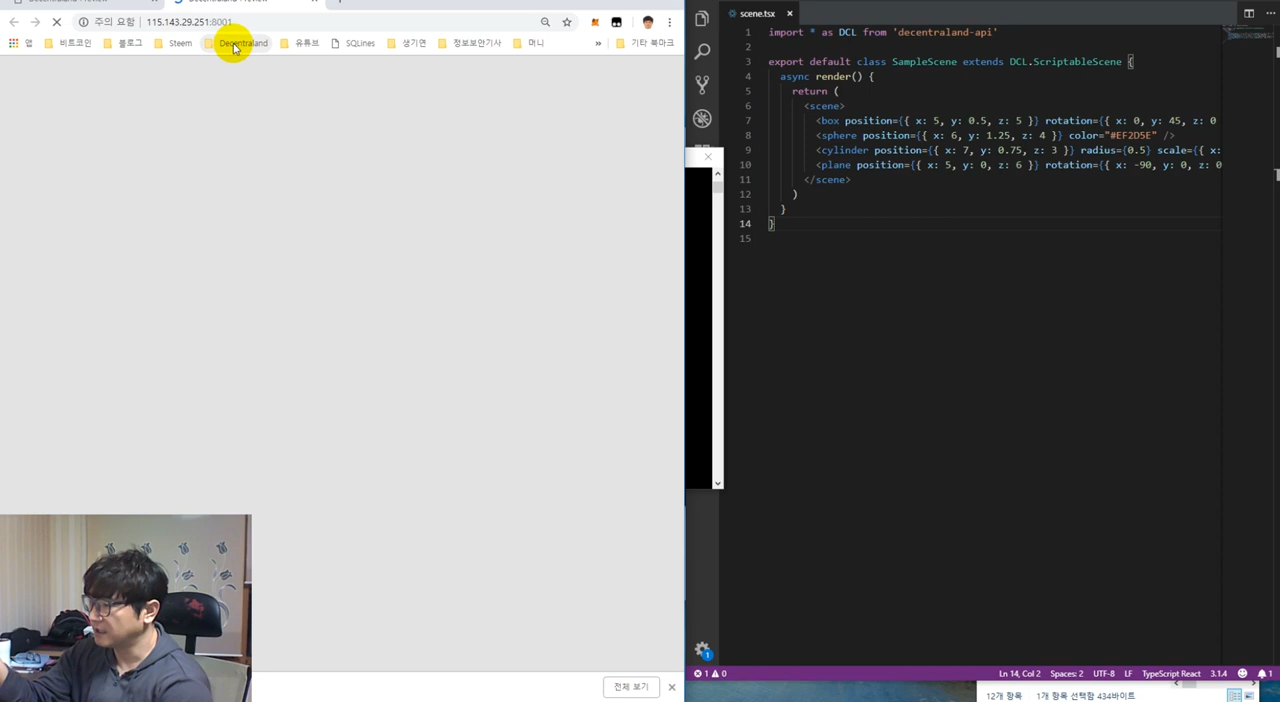 주의 요함 115.143.29.251:8001
앱 비트코인 블로그 Steem Decentraland 유튜브 SQLines 생기연 정보보안기사 머니 » 기타 북마크
전체 보기
scene.tsx
1 import * as DCL from 'decentraland-api'
2
3 export default class SampleScene extends DCL.ScriptableScene {
4 async render() {
5 return (
6 <scene>
7 <box position={{ x: 5, y: 0.5, z: 5 }} rotation={{ x: 0, y: 45, z: 0
8 <sphere position={{ x: 6, y: 1.25, z: 4 }} color="#EF2D5E" />
9 <cylinder position={{ x: 7, y: 0.75, z: 3 }} radius={0.5} scale={{ x:
10 <plane position={{ x: 5, y: 0, z: 6 }} rotation={{ x: -90, y: 0, z: 0
11 </scene>
12 )
13 }
14 }
15
1
1 0 Ln 14, Col 2 Spaces: 2 UTF-8 LF TypeScript React 3.1.4 1
12개 항목 1개 항목 선택함 434바이트